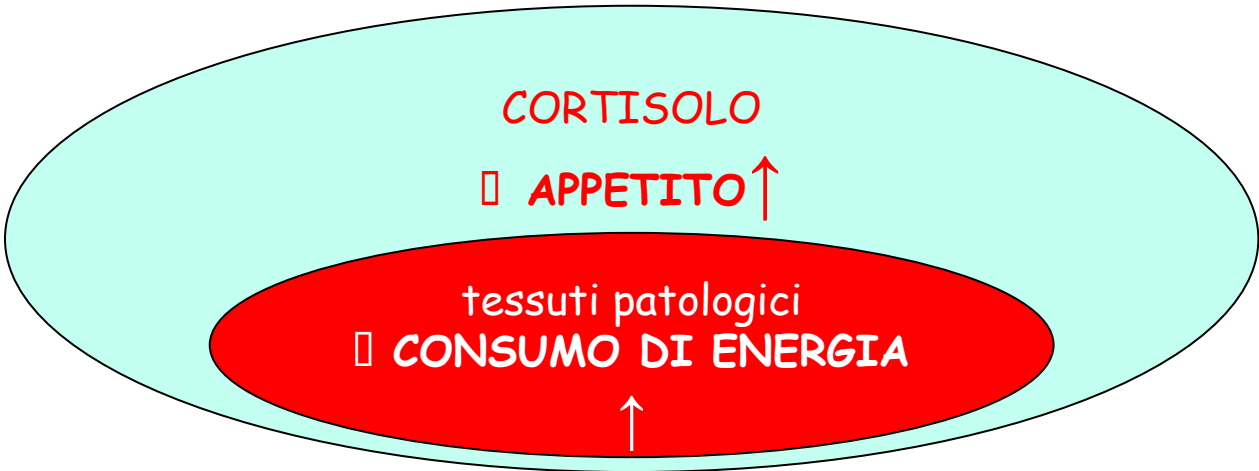 CORTISOLO
▯ APPETITO↑
tessuti patologici
▯ CONSUMO DI ENERGIA
↑